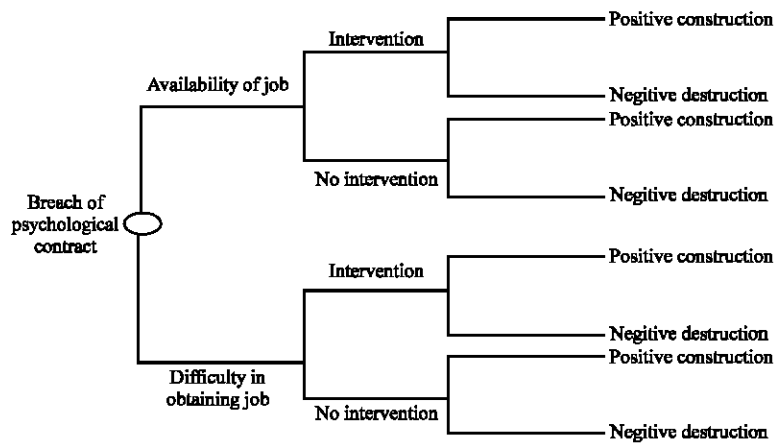 Positive construction
Intervention
Availability of job
Negitive destruction
Positive construction
No intervention
Negitive destruction
Breach of
psychological
contract
Positive construction
Intervention
Negitive destruction
Positive construction
Difficulty in
obtaining job
No intervention
Negitive destruction